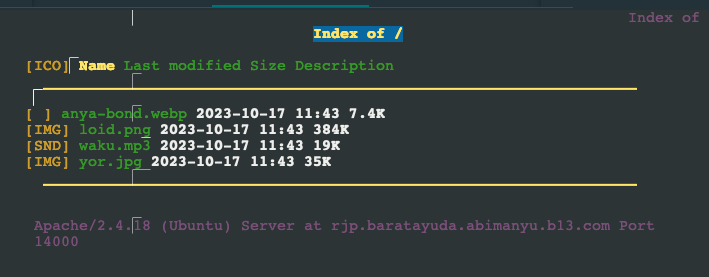 Index of
Index of /
[ICO] Name Last modified Size Description
[ ] anya-bond.webp 2023-10-17 11:43 7.4K
[IMG] loid.png 2023-10-17 11:43 384K
[SND] waku.mp3 2023-10-17 11:43 19K
[IMG] yor.jpg 2023-10-17 11:43 35K
Apache/2.4.18 (Ubuntu) Server at rjp.baratayuda.abimanyu.b13.com Port
14000